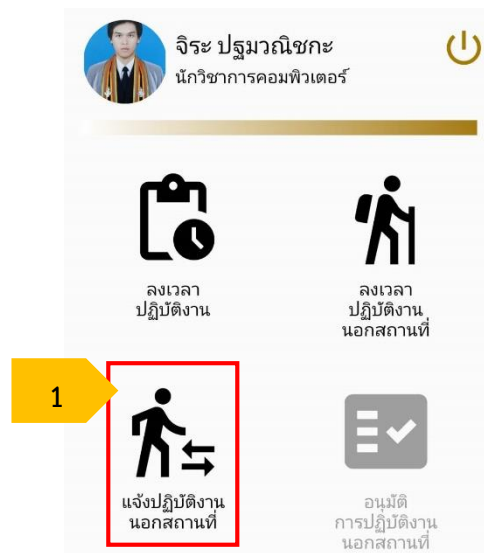 จิระ ปฐมวณิชกะ
นักวิชาการคอมพิวเตอร์
ลงเวลา
ปฏิบัติงาน
ลงเวลา
ปฏิบัติงาน
นอกสถานที่
1
แจ้งปฏิบัติงาน
นอกสถานที่
อนุมัติ
การปฏิบัติงาน
นอกสถานที่